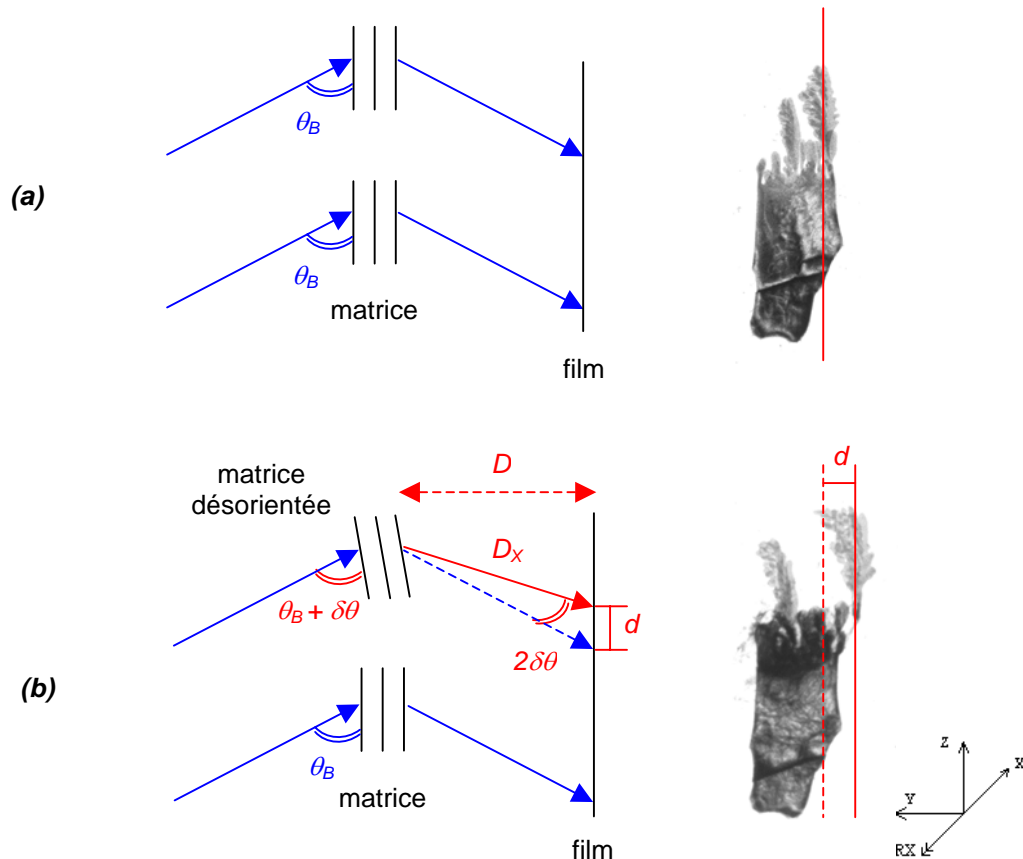 (a)
θB
θB
matrice
film
matrice
désorientée
D
DX
θB + δθ
d
2δθ
d
(b)
θB
matrice
film
Z
X
Y
RX